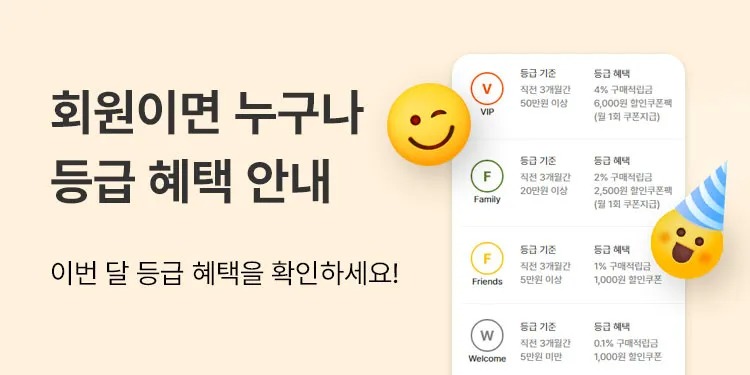 회원이면 누구나
등급 혜택 안내
이번 달 등급 혜택을 확인하세요!
V
VIP
등급 기준
직전 3개월간
50만원 이상
등급 혜택
4% 구매적립금
6,000원 할인쿠폰팩
(월 1회 쿠폰지급)
F
Family
등급 기준
직전 3개월간
20만원 이상
등급 혜택
2% 구매적립금
2,500원 할인쿠폰팩
(월 1회 쿠폰지급)
F
Friends
등급 기준
직전 3개월간
5만원 이상
등급 혜택
1% 구매적립금
1,000원 할인쿠폰
W
Welcome
등급 기준
직전 3개월간
5만원 미만
등급 혜택
0.1% 구매적립금
1,000원 할인쿠폰